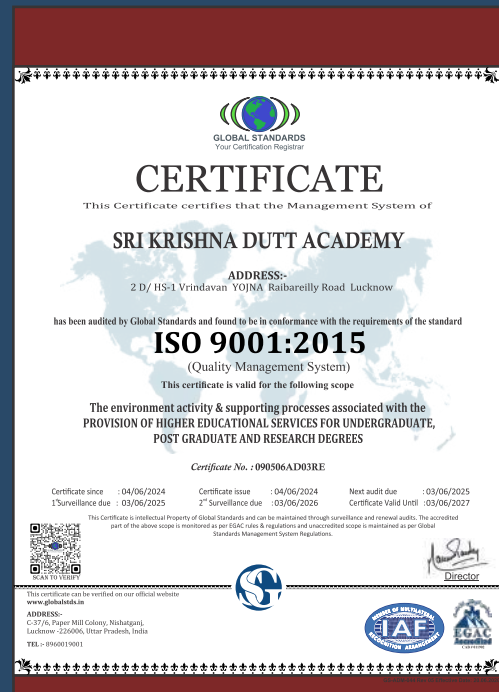 GLOBAL STANDARDS
Your Certification Registrar
CERTIFICATE
This Certificate certifies that the Management System of
SRI KRISHNA DUTT ACADEMY
ADDRESS:-
2 D/ HS-1 Vrindavan YOJNA Raibareilly Road Lucknow
has been audited by Global Standards and found to be in conformance with the requirements of the standard
ISO 9001:2015
(Quality Management System)
This certificate is valid for the following scope
The environment activity & supporting processes associated with the
PROVISION OF HIGHER EDUCATIONAL SERVICES FOR UNDERGRADUATE,
POST GRADUATE AND RESEARCH DEGREES
Certificate No. : 090506AD03RE
Certificate since : 04/06/2024 Certificate issue : 04/06/2024 Next audit due : 03/06/2025
1st Surveillance due : 03/06/2025 2nd Surveillance due : 03/06/2026 Certificate Valid Until : 03/06/2027
This Certificate is intellectual Property of Global Standards and can be maintained through surveillance and renewal audits. The accredited
part of the above scope is monitored as per EGAC rules & regulations and unaccredited scope is maintained as per Global
Standards Management System Regulations.
SCAN TO VERIFY
Director
This certificate can be verified on our official website
www.globalstds.in
ADDRESS:-
C-37/6, Paper Mill Colony, Nishatganj,
Lucknow -226006, Uttar Pradesh, India
TEL :- 8960019001
MEMBER OF MULTILATERAL
IAF
RECOGNITION ARRANGEMENT
EGAC
Accredited